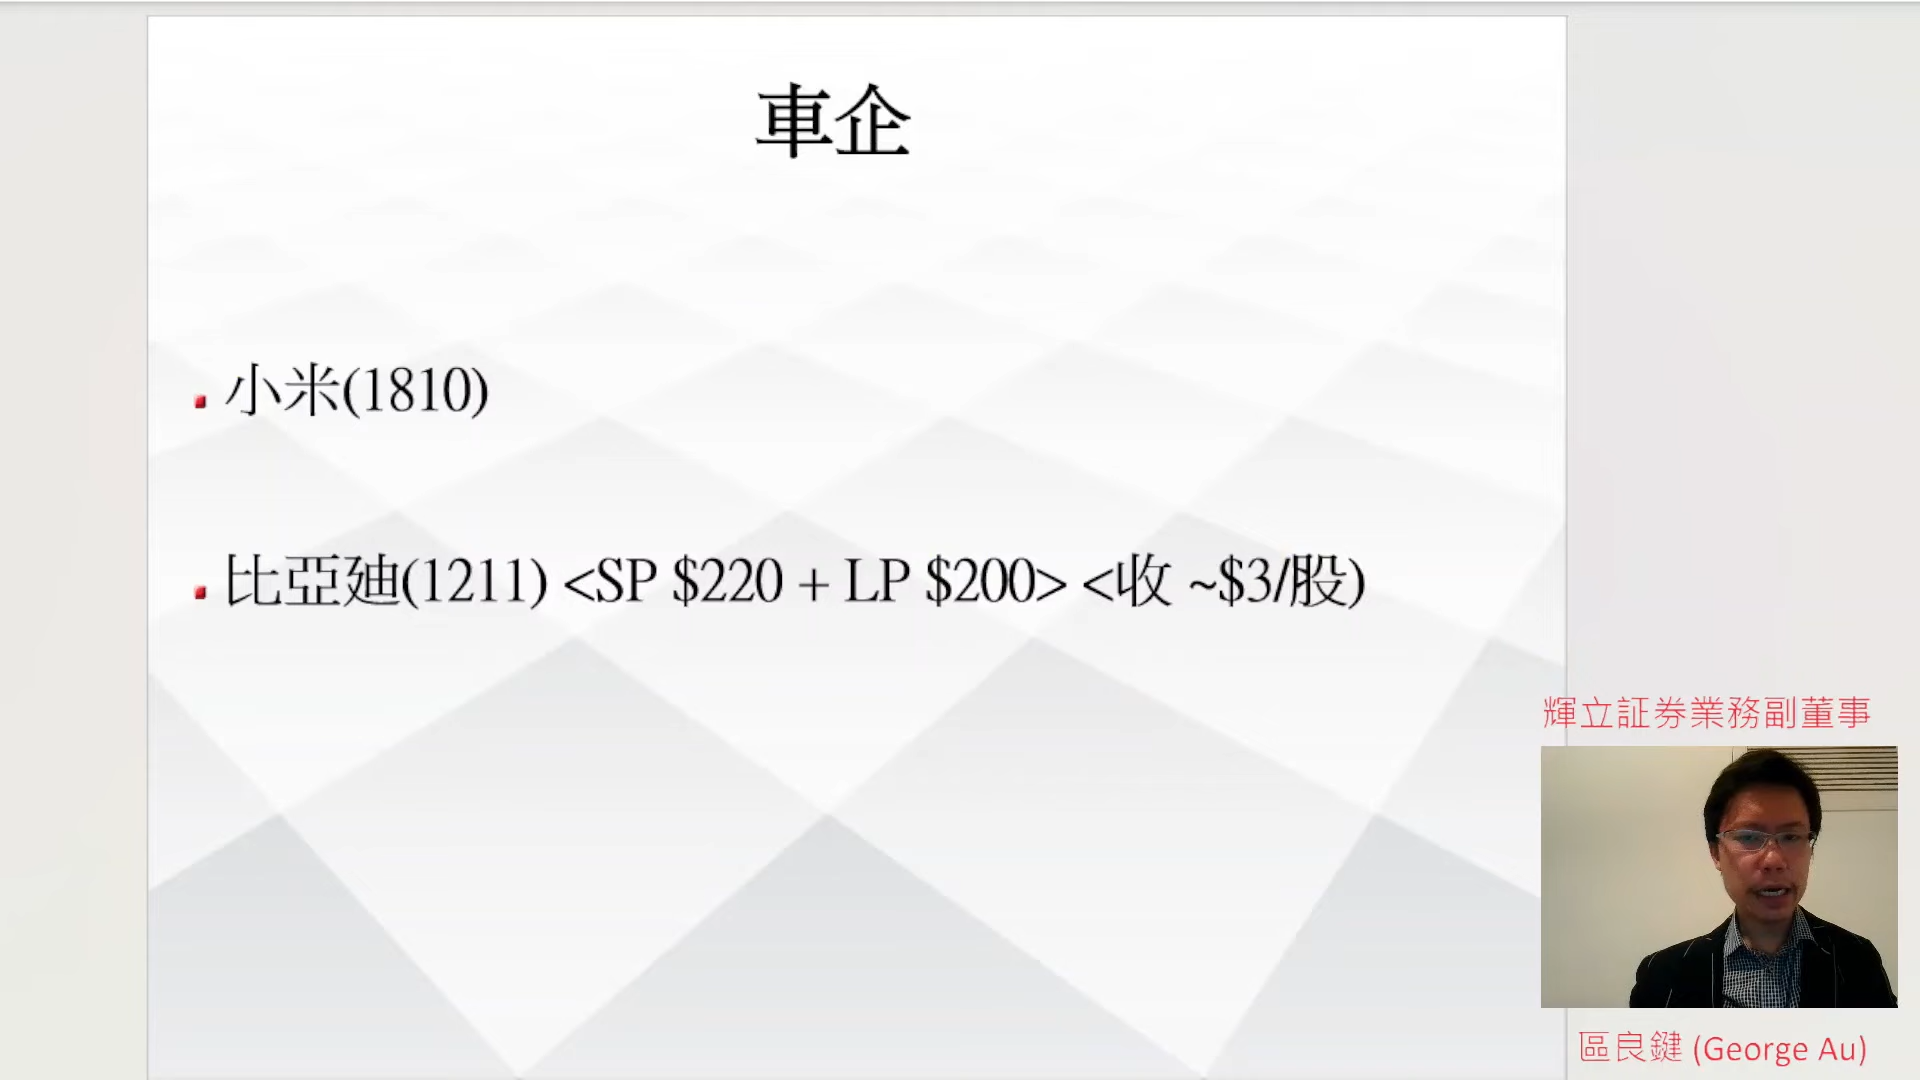 車企
小米(1810)
比亞廸(1211) <SP $220 + LP $200> <收 ~$3/股)
輝立証券業務副董事
區良鍵 (George Au)